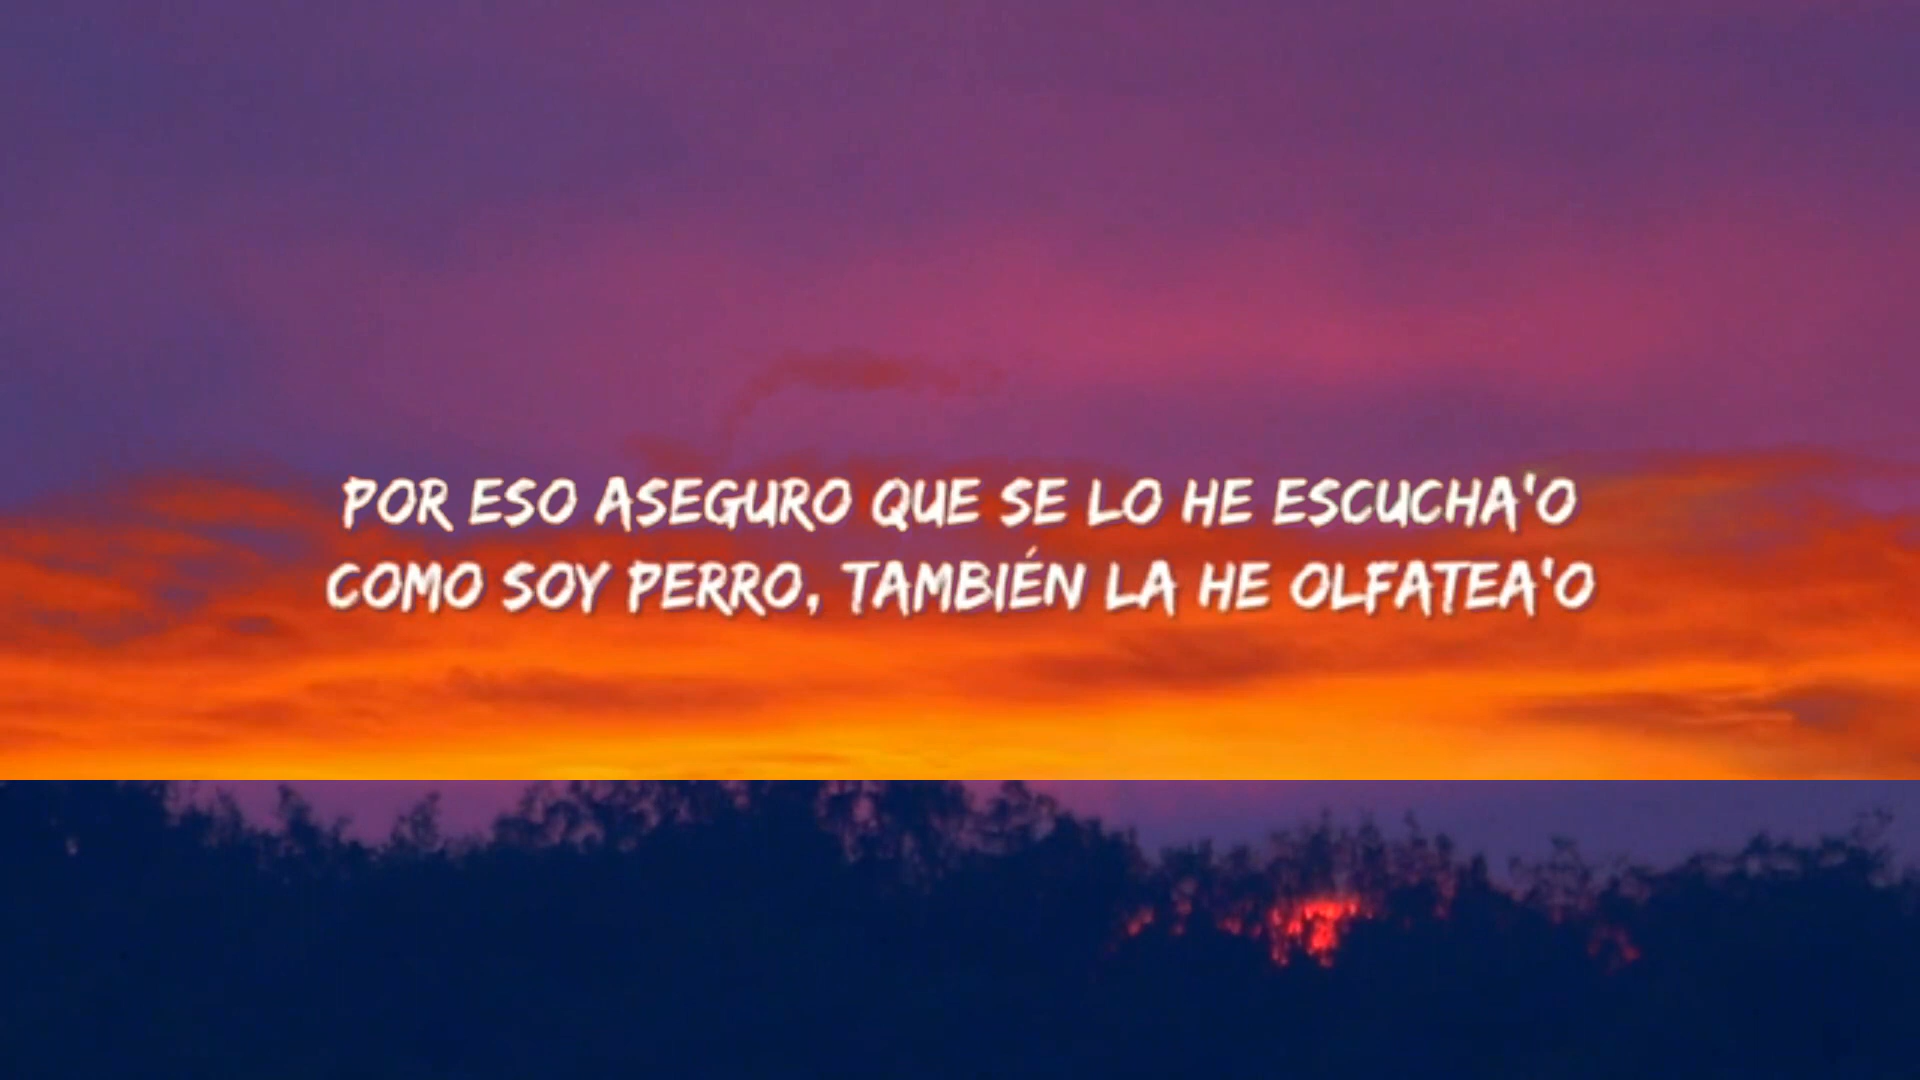 POR ESO ASEGURO QUE SE LO HE ESCUCHA'O
COMO SOY PERRO, TAMBIÉN LA HE OLFATEA'O